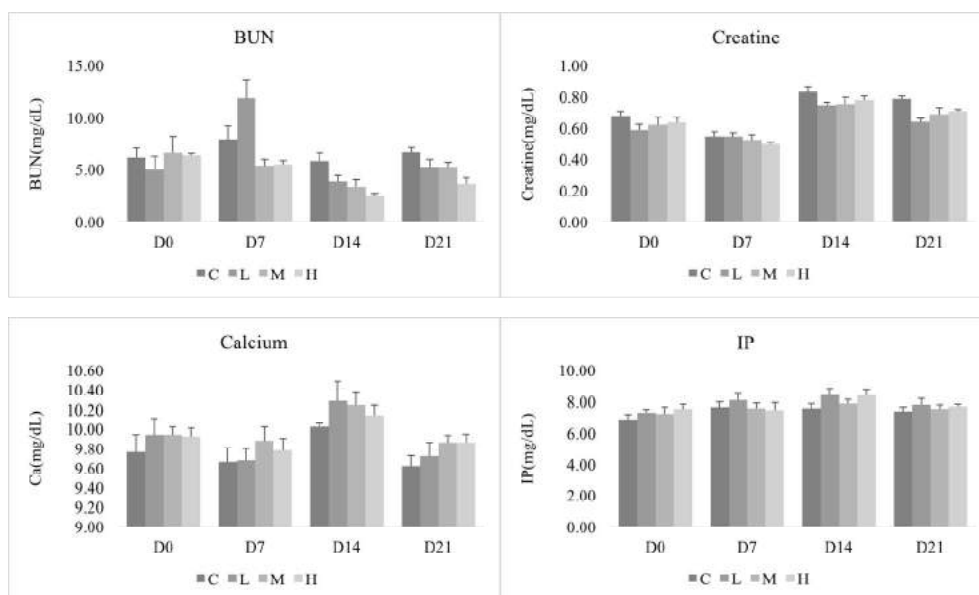 BUN
15.00
10.00
5.00
0.00
BUN(mg/dL)
D0 D7 D14 D21
C L M H
Creatine
1.00
0.80
0.60
0.40
0.20
0.00
Creatine(mg/dL)
D0 D7 D14 D21
C L M H
Calcium
10.60
10.40
10.20
10.00
9.80
9.60
9.40
9.20
9.00
Ca(mg/dL)
D0 D7 D14 D21
C L M H
IP
10.00
8.00
6.00
4.00
2.00
0.00
IP(mg/dL)
D0 D7 D14 D21
C L M H